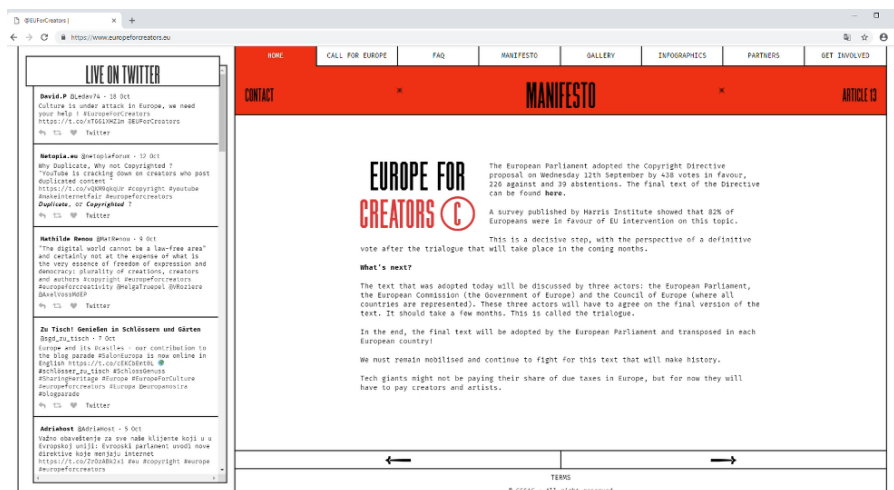 @EUForCreators |
https://www.europeforcreators.eu
LIVE ON TWITTER
David.P @Ledav74 - 18 Oct
Culture is under attack in Europe, we need
your help ! #EuropeForCreators
https://t.co/xT66lXHZ1m @EUForCreators
Twitter
Netopia.eu @netopiaforum - 12 Oct
Why Duplicate, Why not Copyrighted ?
"YouTube is cracking down on creators who post
duplicated content "
#copyright #youtube
#makeinternetfair #europeforcreators
Duplicate, or Copyrighted ?
Twitter
Mathilde Renou @MatRenou - 9 Oct
"The digital world cannot be a law-free area"
and certainly not at the expense of what is
the very essence of freedom of expression and
democracy: plurality of creations, creators
and authors #copyright #europeforcreators
#europeforcreativity @HelgaTruepel @VRoziere
@AxelVossMdEP
Twitter
Zu Tisch! Genießen in Schlössern und Gärten
@sgd_zu_tisch - 7 Oct
Europe and its @castles - our contribution to
the blog parade #SalonEuropa is now online in
English
#schlösser_zu_tisch #SchlossGenuss
#SharingHeritage #Europe #EuropeForCulture
#europeforcreators #Europa @europanostra
#blogparade
Twitter
AdriaHost @AdriaHost - 5 Oct
Važno obaveštenje za sve naše klijente koji u u
Evropskoj uniji: Evropski parlament uvodi nove
direktive koje menjaju internet
#eu #copyright #europe
#europeforcreators
HOME
CALL FOR EUROPE
FAQ
MANIFESTO
GALLERY
INFOGRAPHICS
PARTNERS
GET INVOLVED
CONTACT
MANIFESTO
ARTICLE 13
EUROPE FOR
CREATORS ©
The European Parliament adopted the Copyright Directive
proposal on Wednesday 12th September by 438 votes in favour,
226 against and 39 abstentions. The final text of the Directive
can be found here.
A survey published by Harris Institute showed that 82% of
Europeans were in favour of EU intervention on this topic.
This is a decisive step, with the perspective of a definitive
vote after the trialogue that will take place in the coming months.
What's next?
The text that was adopted today will be discussed by three actors: the European Parliament,
the European Commission (the Government of Europe) and the Council of Europe (where all
countries are represented). These three actors will have to agree on the final version of the
text. It should take a few months. This is called the trialogue.
In the end, the final text will be adopted by the European Parliament and transposed in each
European country!
We must remain mobilised and continue to fight for this text that will make history.
Tech giants might not be paying their share of due taxes in Europe, but for now they will
have to pay creators and artists.
TERMS